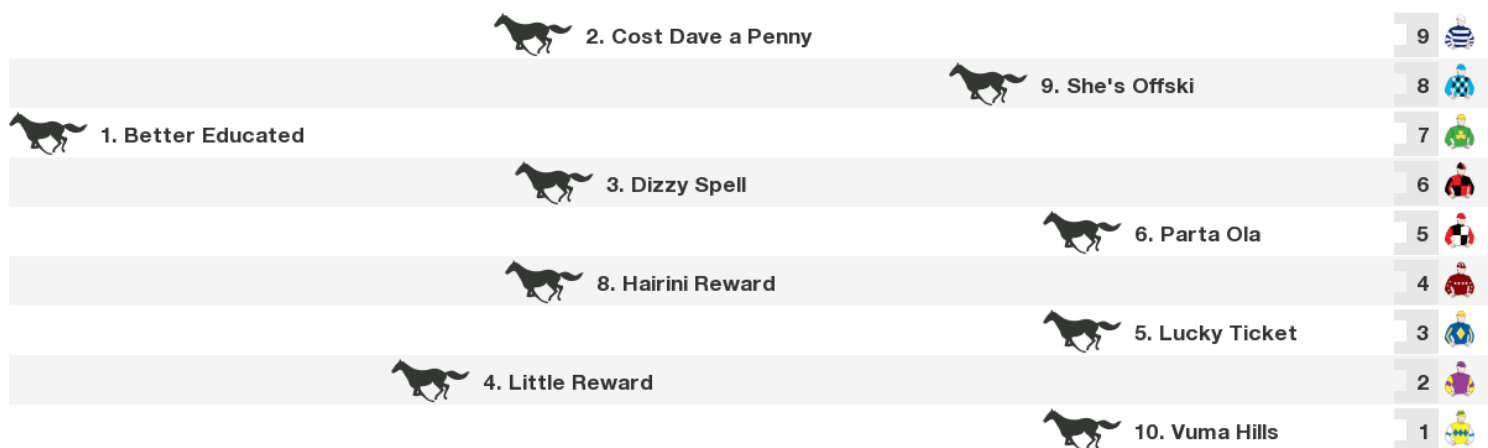 2. Cost Dave a Penny 9
9. She's Offski 8
1. Better Educated 7
3. Dizzy Spell 6
6. Parta Ola 5
8. Hairini Reward 4
5. Lucky Ticket 3
4. Little Reward 2
10. Vuma Hills 1